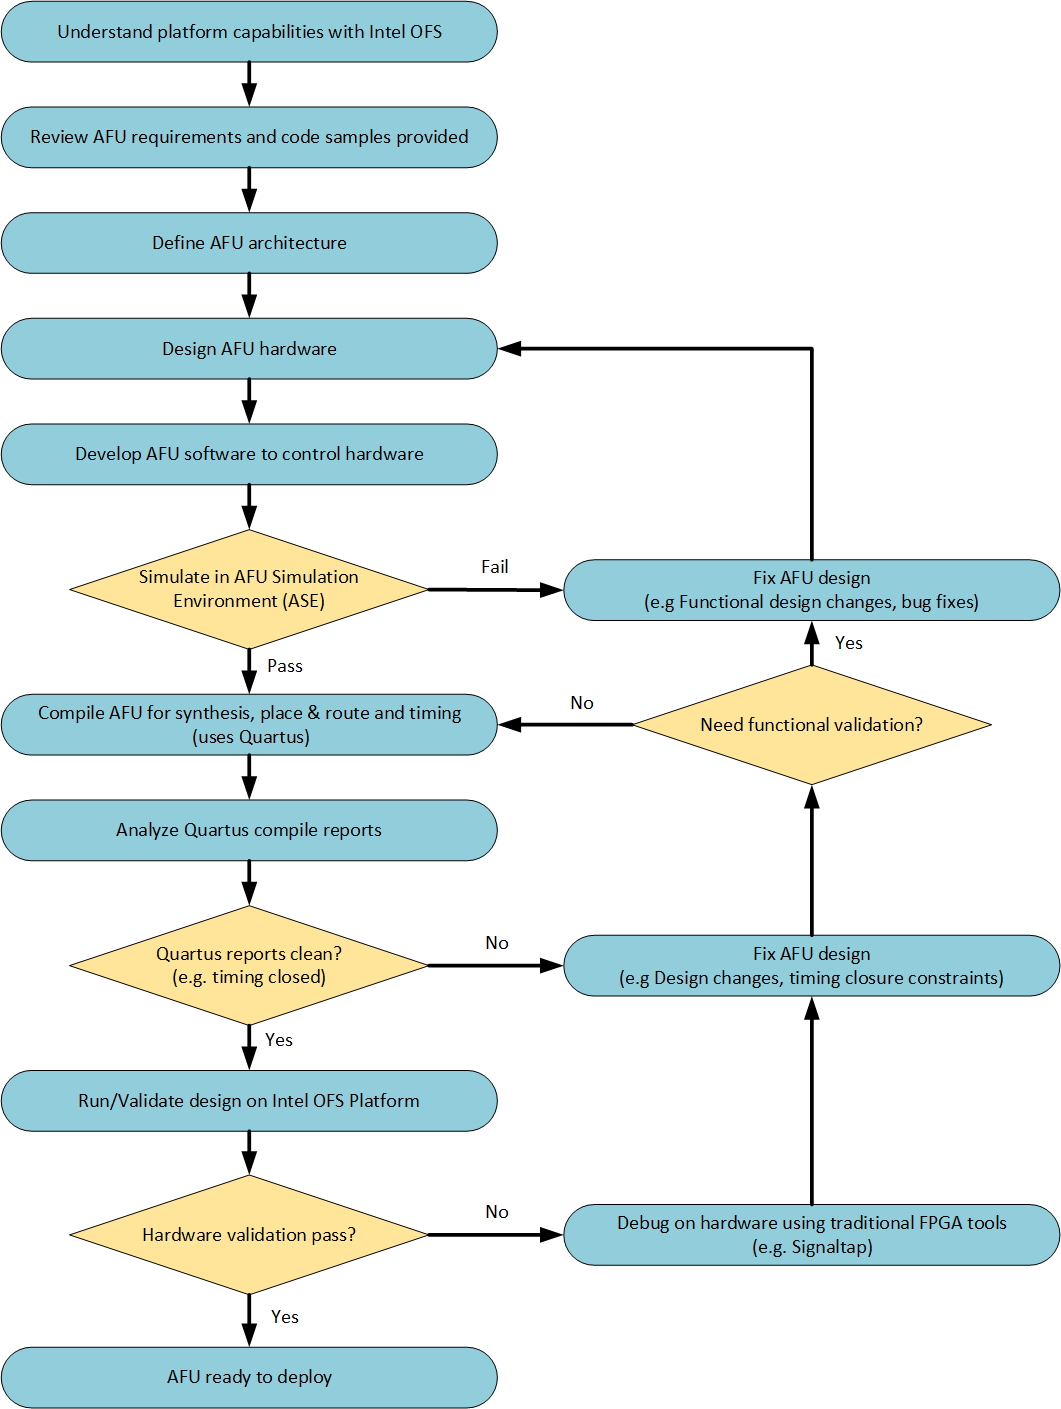 Understand platform capabilities with Intel OFS
Review AFU requirements and code samples provided
Define AFU architecture
Design AFU hardware
Develop AFU software to control hardware
Simulate in AFU Simulation
Environment (ASE)
Fail
Fix AFU design
(e.g Functional design changes, bug fixes)
Pass
Yes
Need functional validation?
No
Compile AFU for synthesis, place & route and timing
(uses Quartus)
Analyze Quartus compile reports
Quartus reports clean?
(e.g. timing closed)
No
Fix AFU design
(e.g Design changes, timing closure constraints)
Yes
Run/Validate design on Intel OFS Platform
Hardware validation pass?
No
Debug on hardware using traditional FPGA tools
(e.g. Signaltap)
Yes
AFU ready to deploy